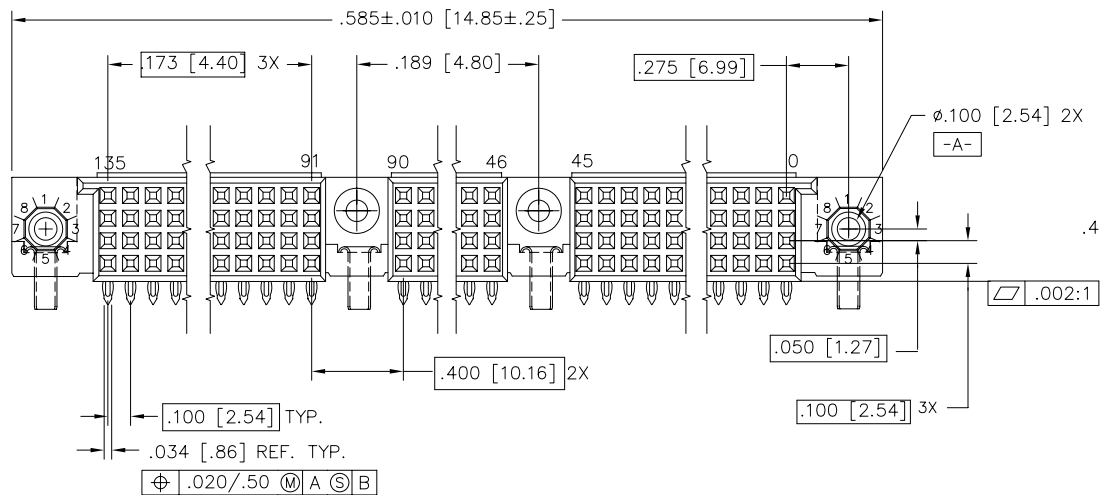 .585±.010 [14.85±.25]
.173 [4.40] 3X
.189 [4.80]
.275 [6.99]
ø.100 [2.54] 2X
-A-
135
91
90
46
45
0
1
8 2
7 3
6 4
5
1
8 2
7 3
6 4
5
.4
⏥ .002:1
.050 [1.27]
.400 [10.16] 2X
.100 [2.54] 3X
.100 [2.54] TYP.
.034 [.86] REF. TYP.
⌖ .020/.50 Ⓜ A Ⓢ B